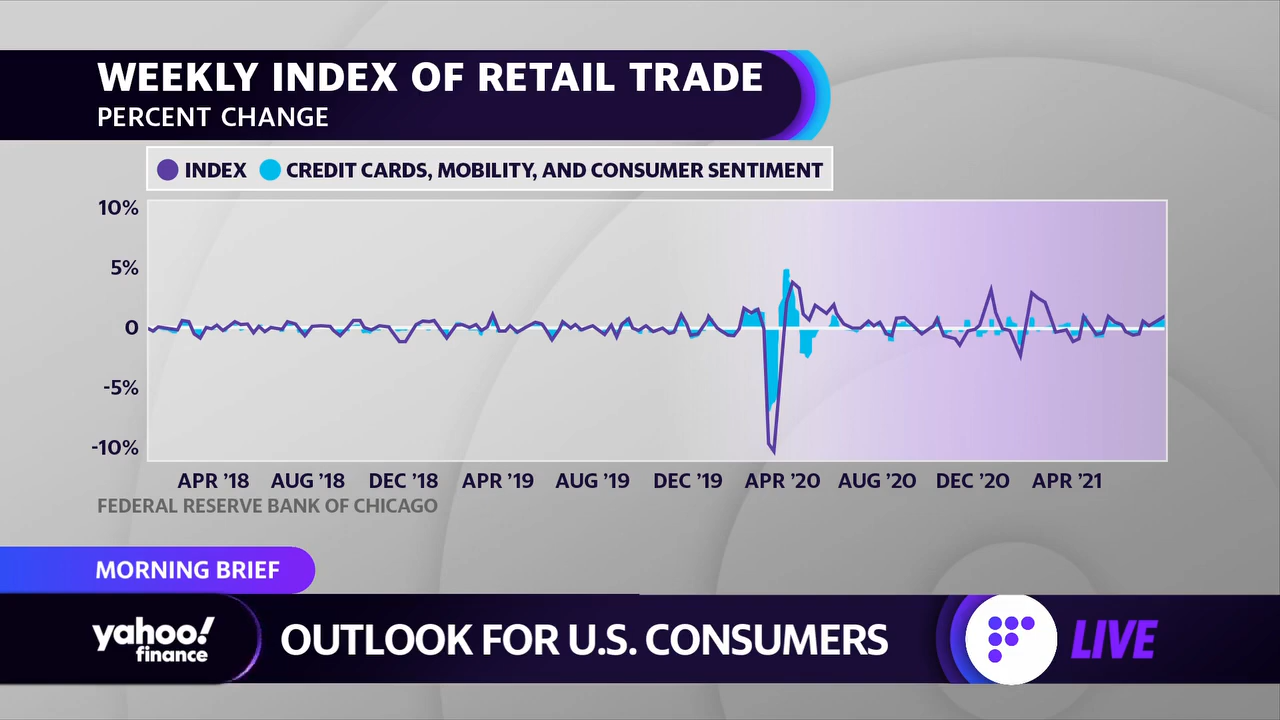 WEEKLY INDEX OF RETAIL TRADE
PERCENT CHANGE
INDEX CREDIT CARDS, MOBILITY, AND CONSUMER SENTIMENT
10%
5%
0
-5%
-10%
APR ’18 AUG ’18 DEC ’18 APR ’19 AUG ’19 DEC ’19 APR ’20 AUG ’20 DEC ’20 APR ’21
FEDERAL RESERVE BANK OF CHICAGO
MORNING BRIEF
yahoo!
finance
OUTLOOK FOR U.S. CONSUMERS
LIVE